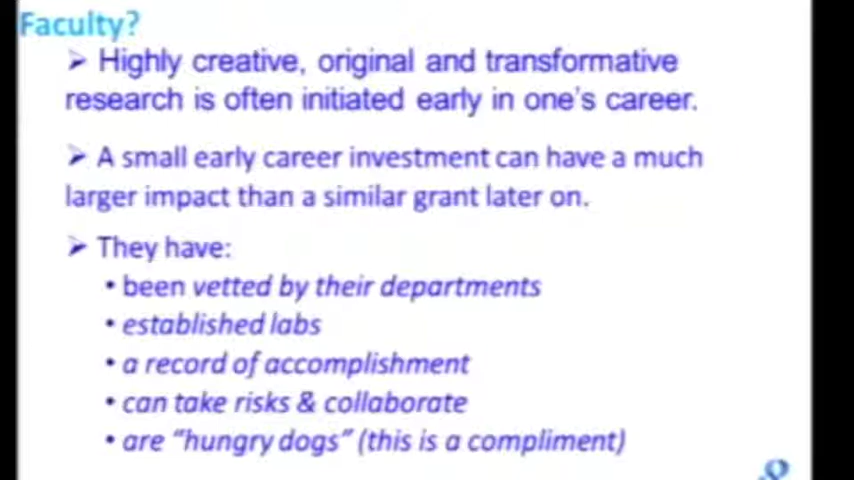 Faculty?
➢ Highly creative, original and transformative
research is often initiated early in one's career.
➢ A small early career investment can have a much
larger impact than a similar grant later on.
➢ They have:
• been vetted by their departments
• established labs
• a record of accomplishment
• can take risks & collaborate
• are "hungry dogs" (this is a compliment)